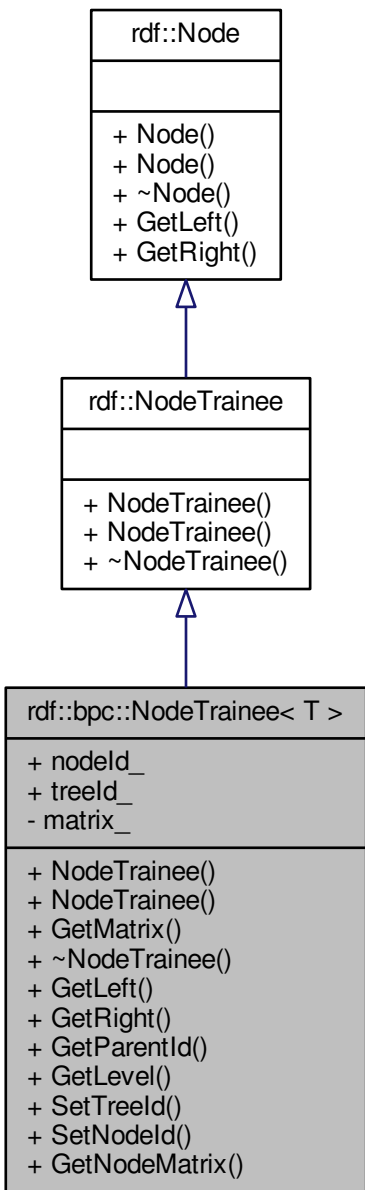 rdf::Node
+ Node()
+ Node()
+ ~Node()
+ GetLeft()
+ GetRight()
rdf::NodeTrainee
+ NodeTrainee()
+ NodeTrainee()
+ ~NodeTrainee()
rdf::bpc::NodeTrainee< T >
+ nodeId_
+ treeId_
- matrix_
+ NodeTrainee()
+ NodeTrainee()
+ GetMatrix()
+ ~NodeTrainee()
+ GetLeft()
+ GetRight()
+ GetParentId()
+ GetLevel()
+ SetTreeId()
+ SetNodeId()
+ GetNodeMatrix()